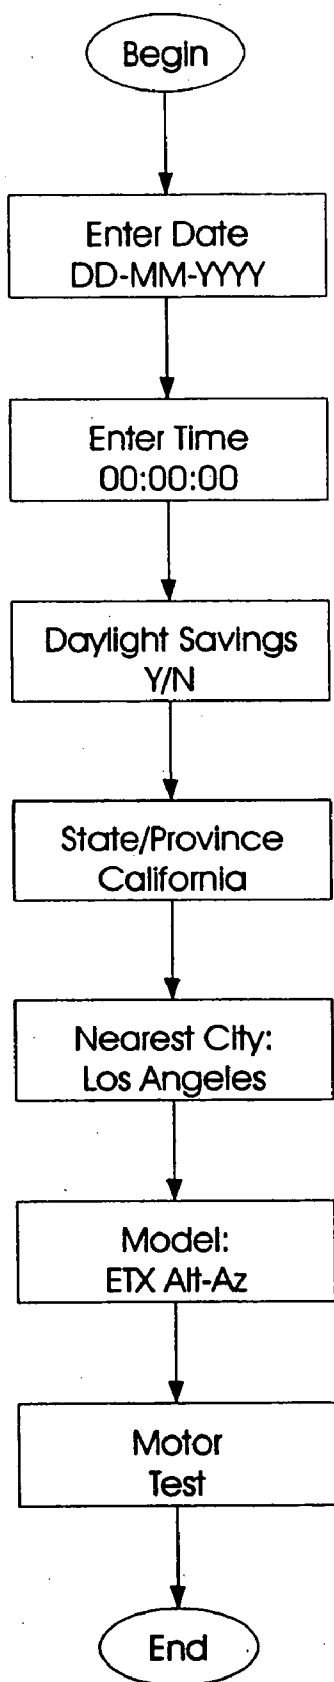 Begin
Enter Date
DD-MM-YYYY
Enter Time
00:00:00
Daylight Savings
Y/N
State/Province
California
Nearest City:
Los Angeles
Model:
ETX Alt-Az
Motor
Test
End